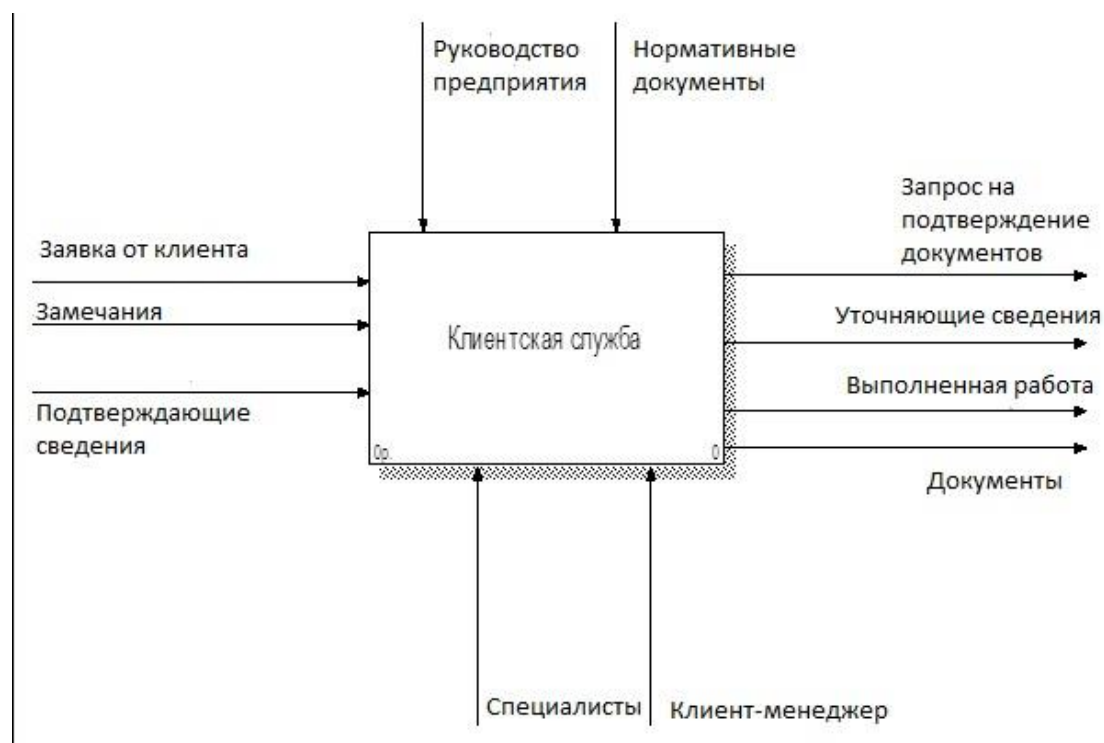 Руководство
предприятия
Нормативные
документы
Запрос на
подтверждение
документов
Заявка от клиента
Замечания
Уточняющие сведения
Клиентская служба
Выполненная работа
Подтверждающие
сведения
0р.
0
Документы
Специалисты
Клиент-менеджер